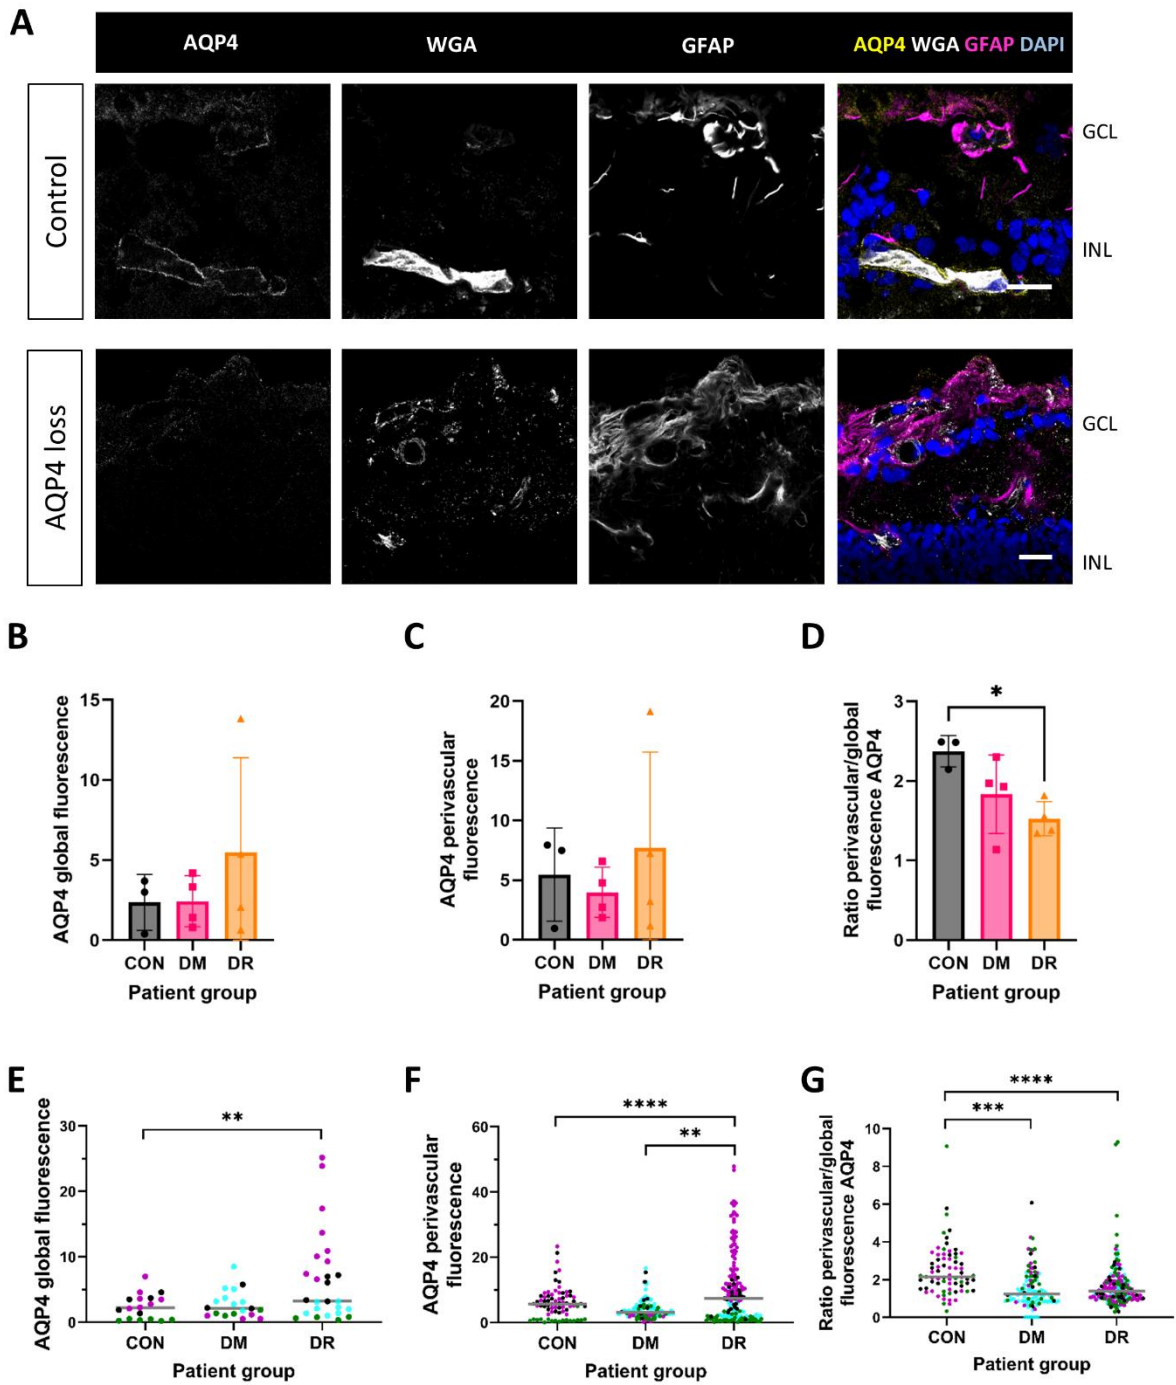 A
AQP4 WGA GFAP AQP4 WGA GFAP DAPI
Control
GCL
INL
AQP4 loss
GCL
INL
B
AQP4 global fluorescence
15
10
5
0
CON DM DR
Patient group
C
AQP4 perivascular
fluorescence
20
15
10
5
0
CON DM DR
Patient group
D
Ratio perivascular/global
fluorescence AQP4
3
2
1
0
*
CON DM DR
Patient group
E
AQP4 global fluorescence
30
20
10
0
**
CON DM DR
Patient group
F
AQP4 perivascular
fluorescence
60
40
20
0
****
**
CON DM DR
Patient group
G
Ratio perivascular/global
fluorescence AQP4
10
8
6
4
2
0
****
***
CON DM DR
Patient group